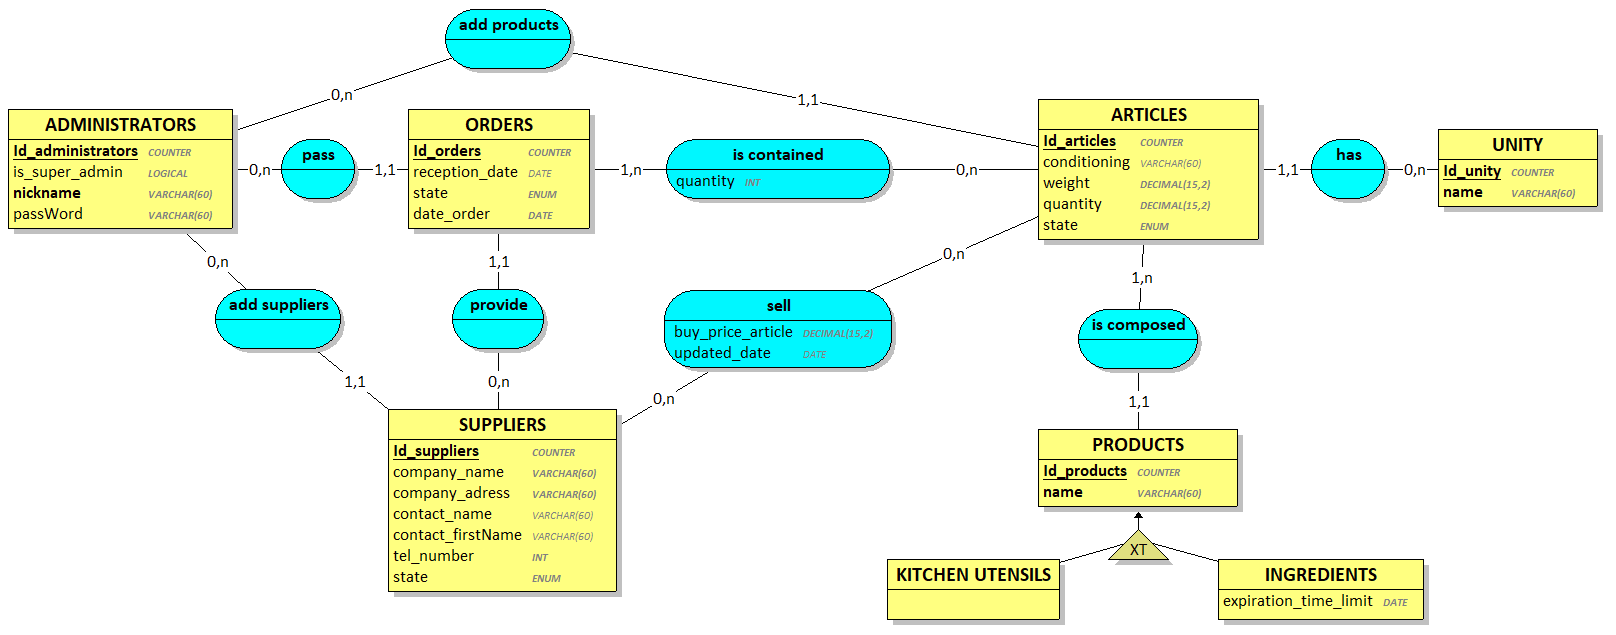 add products
0,n
1,1
ADMINISTRATORS
Id_administrators COUNTER
is_super_admin LOGICAL
nickname VARCHAR(60)
passWord VARCHAR(60)
0,n
pass
1,1
ORDERS
Id_orders COUNTER
reception_date DATE
state ENUM
date_order DATE
1,n
is contained
quantity INT
0,n
ARTICLES
Id_articles COUNTER
conditioning VARCHAR(60)
weight DECIMAL(15,2)
quantity DECIMAL(15,2)
state ENUM
1,1
has
0,n
UNITY
Id_unity COUNTER
name VARCHAR(60)
0,n
add suppliers
1,1
1,1
provide
0,n
0,n
sell
buy_price_article DECIMAL(15,2)
updated_date DATE
0,n
1,n
is composed
1,1
SUPPLIERS
Id_suppliers COUNTER
company_name VARCHAR(60)
company_adress VARCHAR(60)
contact_name VARCHAR(60)
contact_firstName VARCHAR(60)
tel_number INT
state ENUM
PRODUCTS
Id_products COUNTER
name VARCHAR(60)
XT
KITCHEN UTENSILS
INGREDIENTS
expiration_time_limit DATE